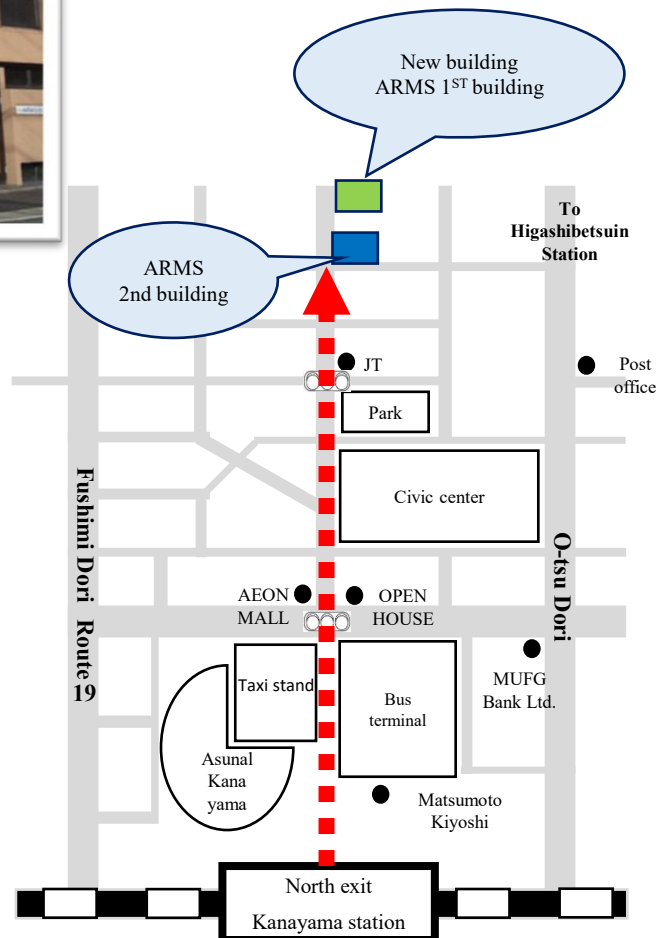 New building
ARMS 1ST building
To
Higashibetsuin
Station
ARMS
2nd building
JT
Post
office
Park
Civic center
Fushimi Dori Route
19
O-tsu Dori
AEON
MALL
OPEN
HOUSE
Taxi stand
Bus
terminal
MUFG
Bank Ltd.
Asunal
Kana
yama
Matsumoto
Kiyoshi
North exit
Kanayama station